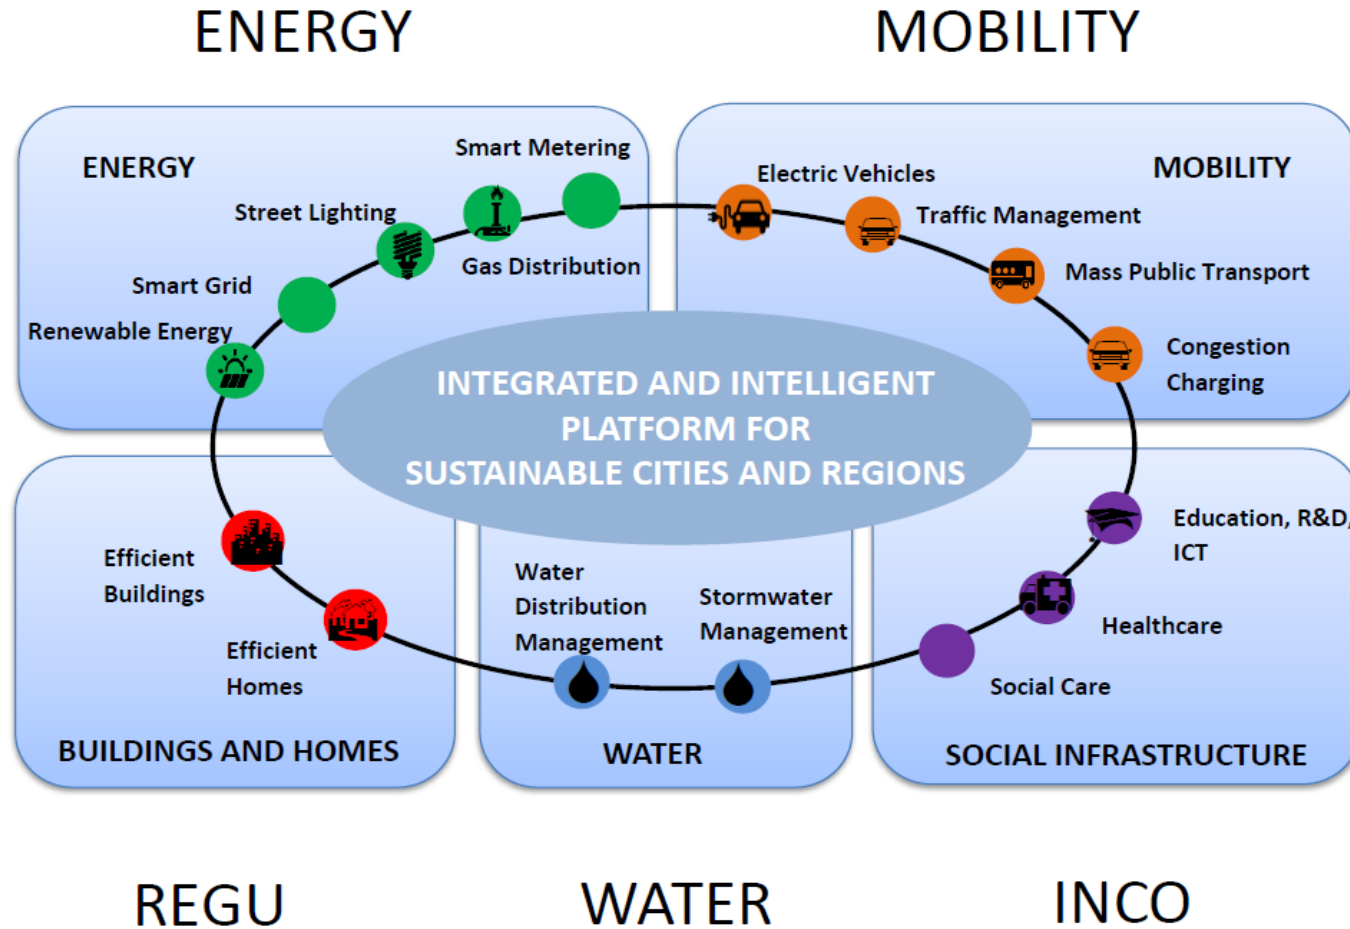 ENERGY
MOBILITY
ENERGY
Smart Metering
Street Lighting
Gas Distribution
Smart Grid
Renewable Energy
MOBILITY
Electric Vehicles
Traffic Management
Mass Public Transport
Congestion
Charging
INTEGRATED AND INTELLIGENT
PLATFORM FOR
SUSTAINABLE CITIES AND REGIONS
Efficient
Buildings
Efficient
Homes
BUILDINGS AND HOMES
Water
Distribution
Management
Stormwater
Management
WATER
Education, R&D,
ICT
Healthcare
Social Care
SOCIAL INFRASTRUCTURE
REGU
WATER
INCO